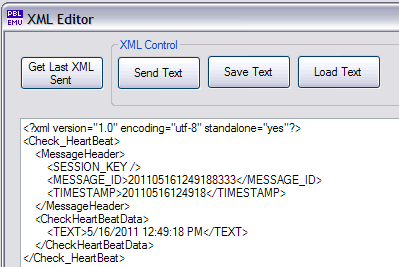 PBL
EMU
XML Editor
XML Control
Get Last XML
Sent
Send Text
Save Text
Load Text
<?xml version="1.0" encoding="utf-8" standalone="yes"?>
<Check_HeartBeat>
<MessageHeader>
<SESSION_KEY />
<MESSAGE_ID>201105161249188333</MESSAGE_ID>
<TIMESTAMP>20110516124918</TIMESTAMP>
</MessageHeader>
<CheckHeartBeatData>
<TEXT>5/16/2011 12:49:18 PM</TEXT>
</CheckHeartBeatData>
</Check_HeartBeat>